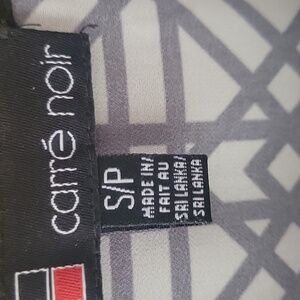 carré noir
S/P
MADE IN/
FAIT AU
SRI LANKA/
SRI LANKA